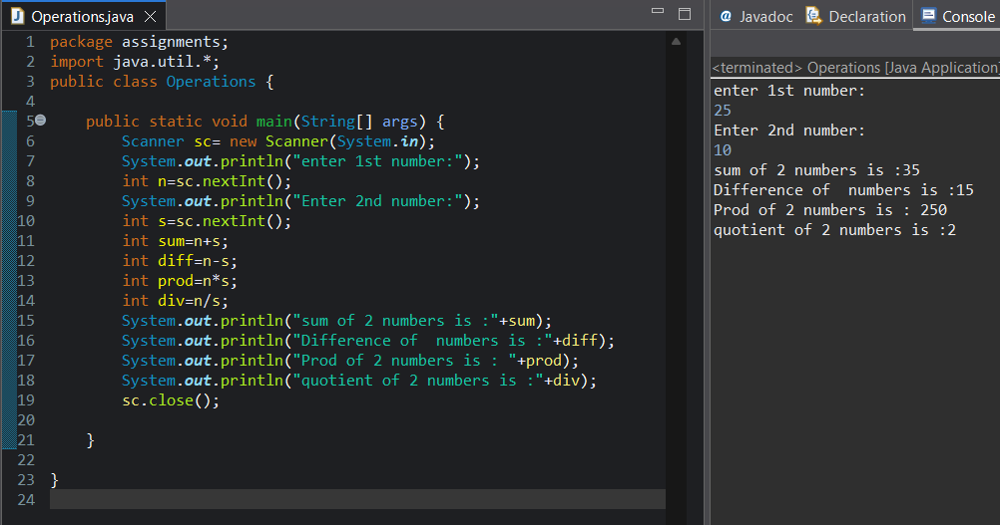 Operations.java
1 package assignments;
2 import java.util.*;
3 public class Operations {
4
5     public static void main(String[] args) {
6         Scanner sc= new Scanner(System.in);
7         System.out.println("enter 1st number:");
8         int n=sc.nextInt();
9         System.out.println("Enter 2nd number:");
10         int s=sc.nextInt();
11         int sum=n+s;
12         int diff=n-s;
13         int prod=n*s;
14         int div=n/s;
15         System.out.println("sum of 2 numbers is :"+sum);
16         System.out.println("Difference of  numbers is :"+diff);
17         System.out.println("Prod of 2 numbers is : "+prod);
18         System.out.println("quotient of 2 numbers is :"+div);
19         sc.close();
20
21     }
22
23 }
24
@ Javadoc Declaration Console
<terminated> Operations [Java Application]
enter 1st number:
25
Enter 2nd number:
10
sum of 2 numbers is :35
Difference of  numbers is :15
Prod of 2 numbers is : 250
quotient of 2 numbers is :2